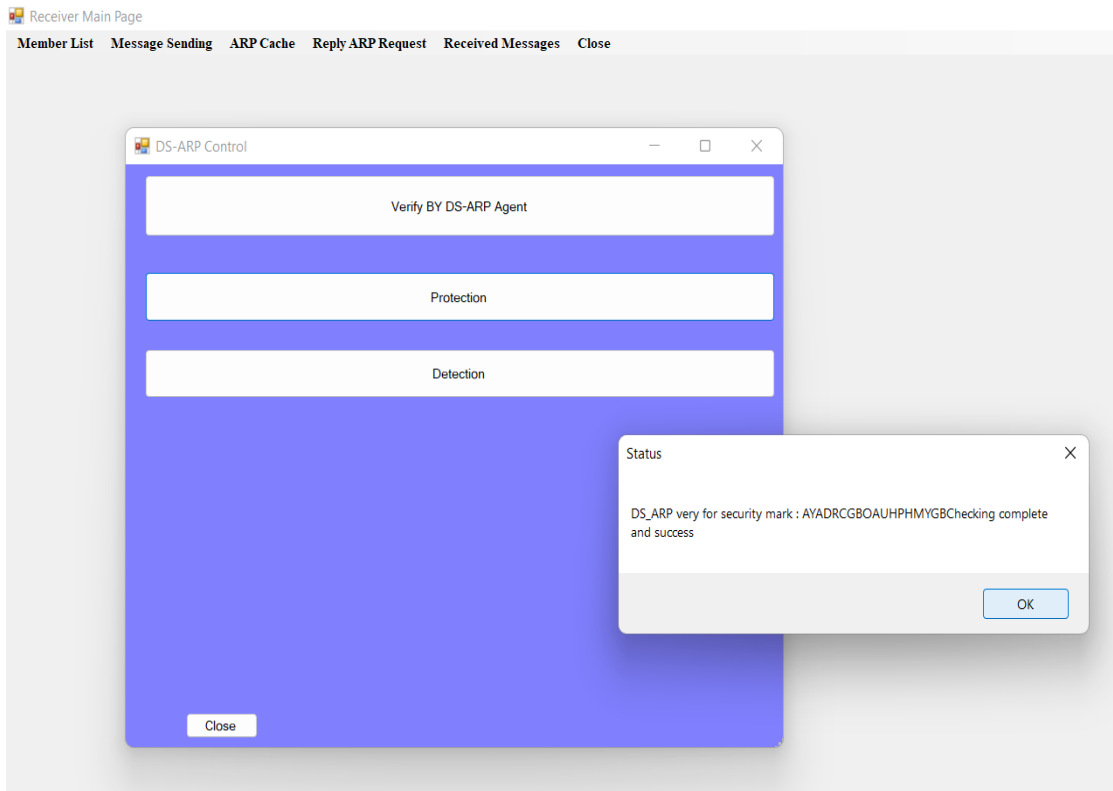 Receiver Main Page
Member List Message Sending ARP Cache Reply ARP Request Received Messages Close
DS-ARP Control
Verify BY DS-ARP Agent
Protection
Detection
Status
DS_ARP very for security mark : AYADRCGBOAUHPHMYGBChecking complete
and success
OK
Close